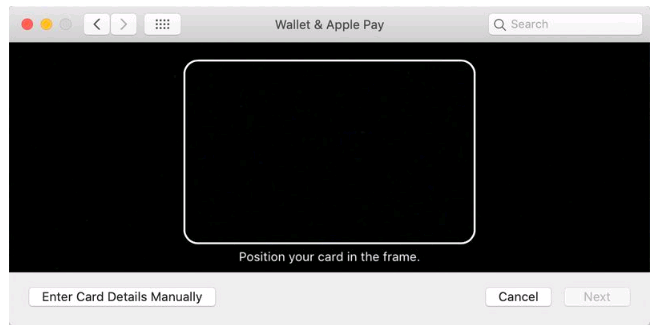 Wallet & Apple Pay
Search
Position your card in the frame.
Enter Card Details Manually
Cancel
Next